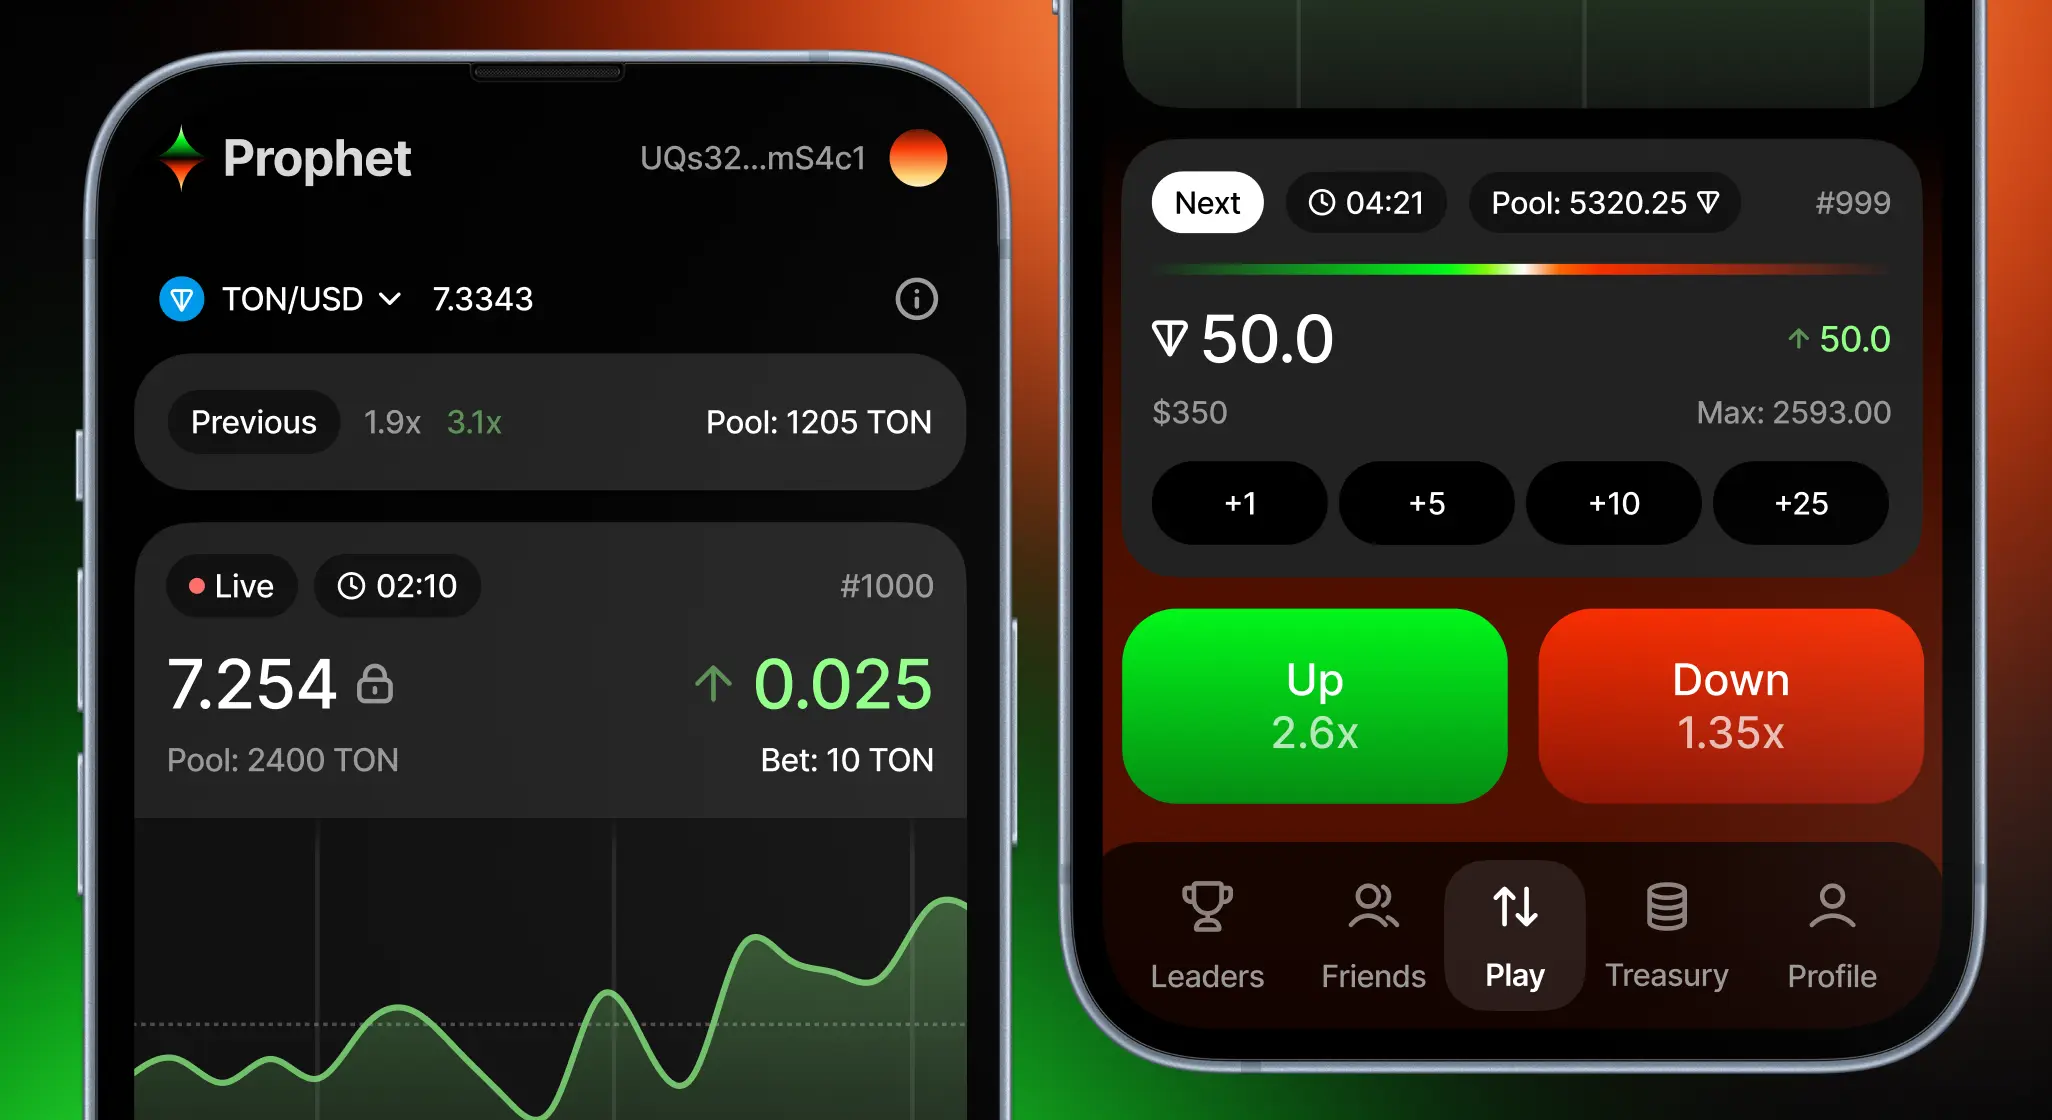 Prophet
UQs32...mS4c1
TON/USD 7.3343
Previous 1.9x 3.1x Pool: 1205 TON
Live 02:10 #1000
7.254 0.025
Pool: 2400 TON Bet: 10 TON
Next 04:21 Pool: 5320.25 #999
50.0 50.0
$350 Max: 2593.00
+1 +5 +10 +25
Up Down
2.6x 1.35x
Leaders Friends Play Treasury Profile